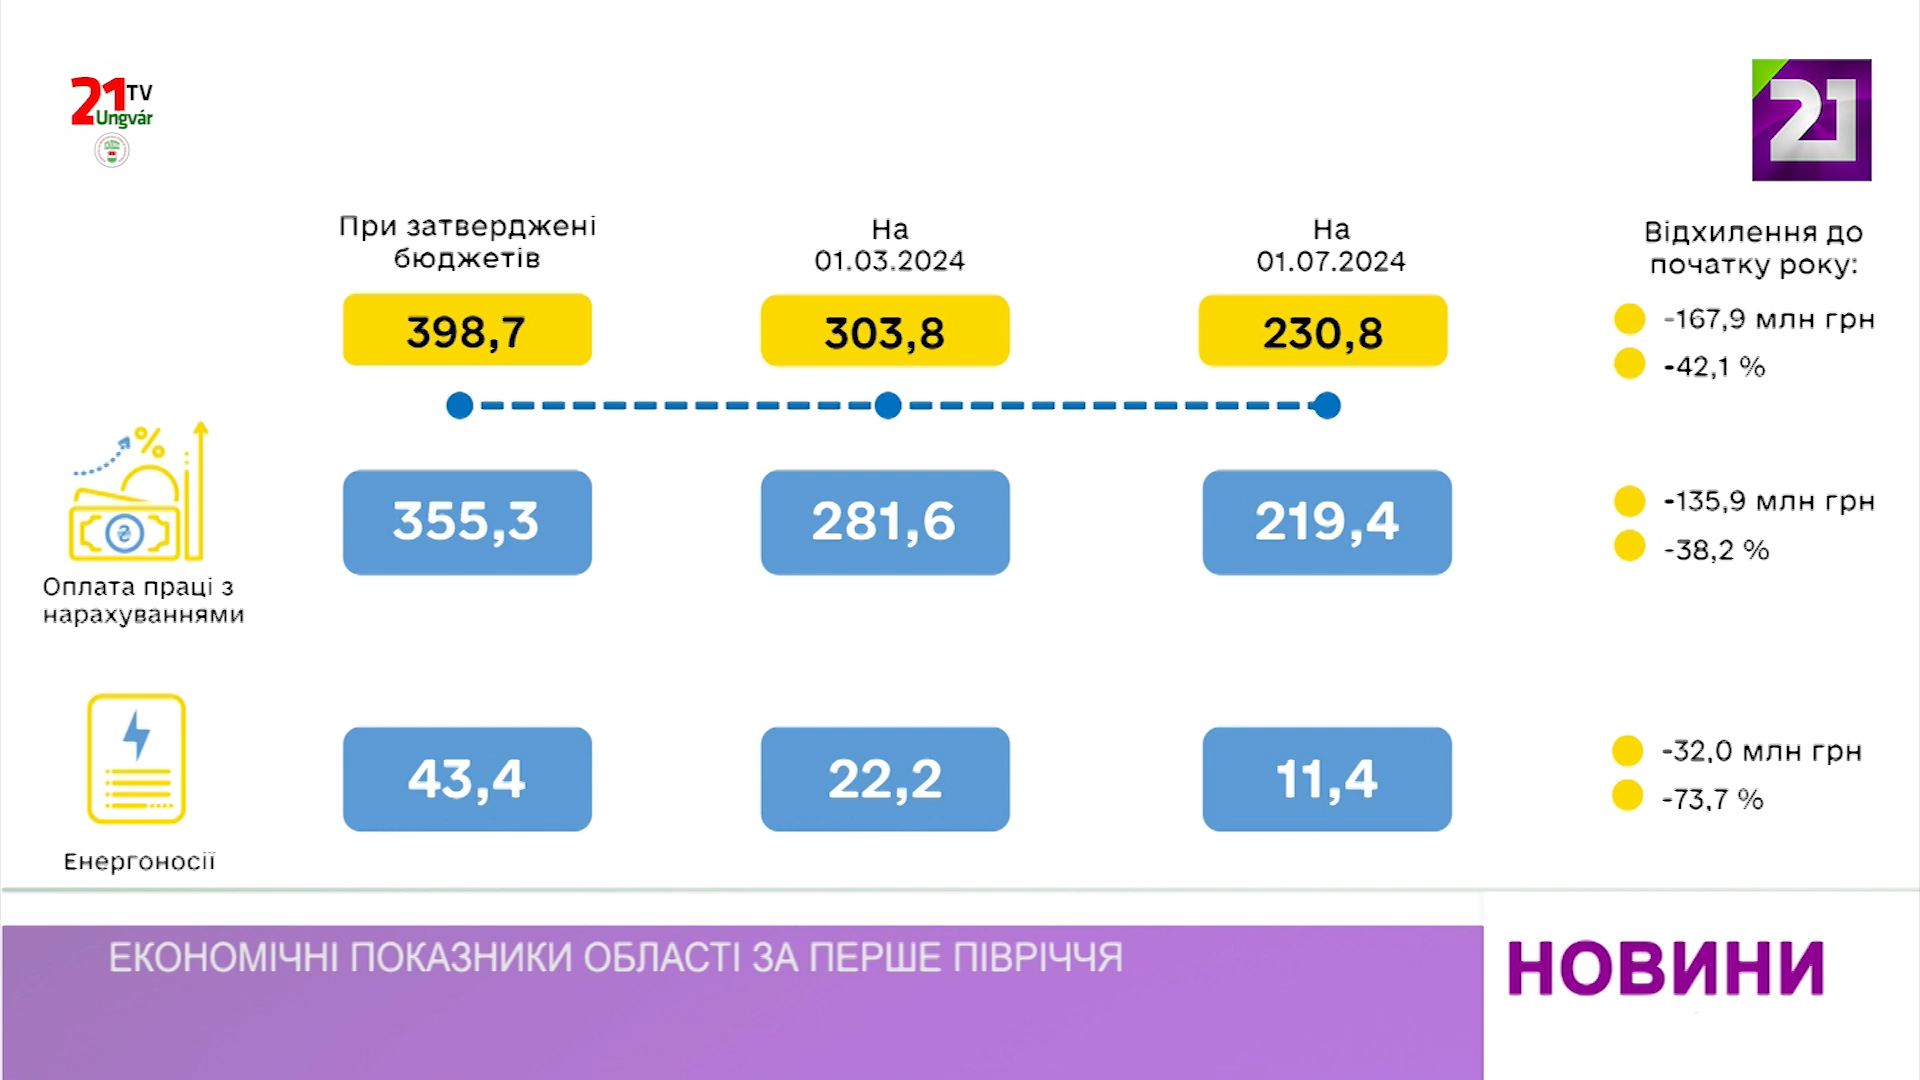 21 TV
Ungvár
21
При затверджені
бюджетів
На
01.03.2024
На
01.07.2024
Відхилення до
початку року:
398,7
303,8
230,8
-167,9 млн грн
-42,1 %
%
₴
Оплата праці з
нарахуваннями
355,3
281,6
219,4
-135,9 млн грн
-38,2 %
Енергоносії
43,4
22,2
11,4
-32,0 млн грн
-73,7 %
ЕКОНОМІЧНІ ПОКАЗНИКИ ОБЛАСТІ ЗА ПЕРШЕ ПІВРІЧЧЯ
НОВИНИ